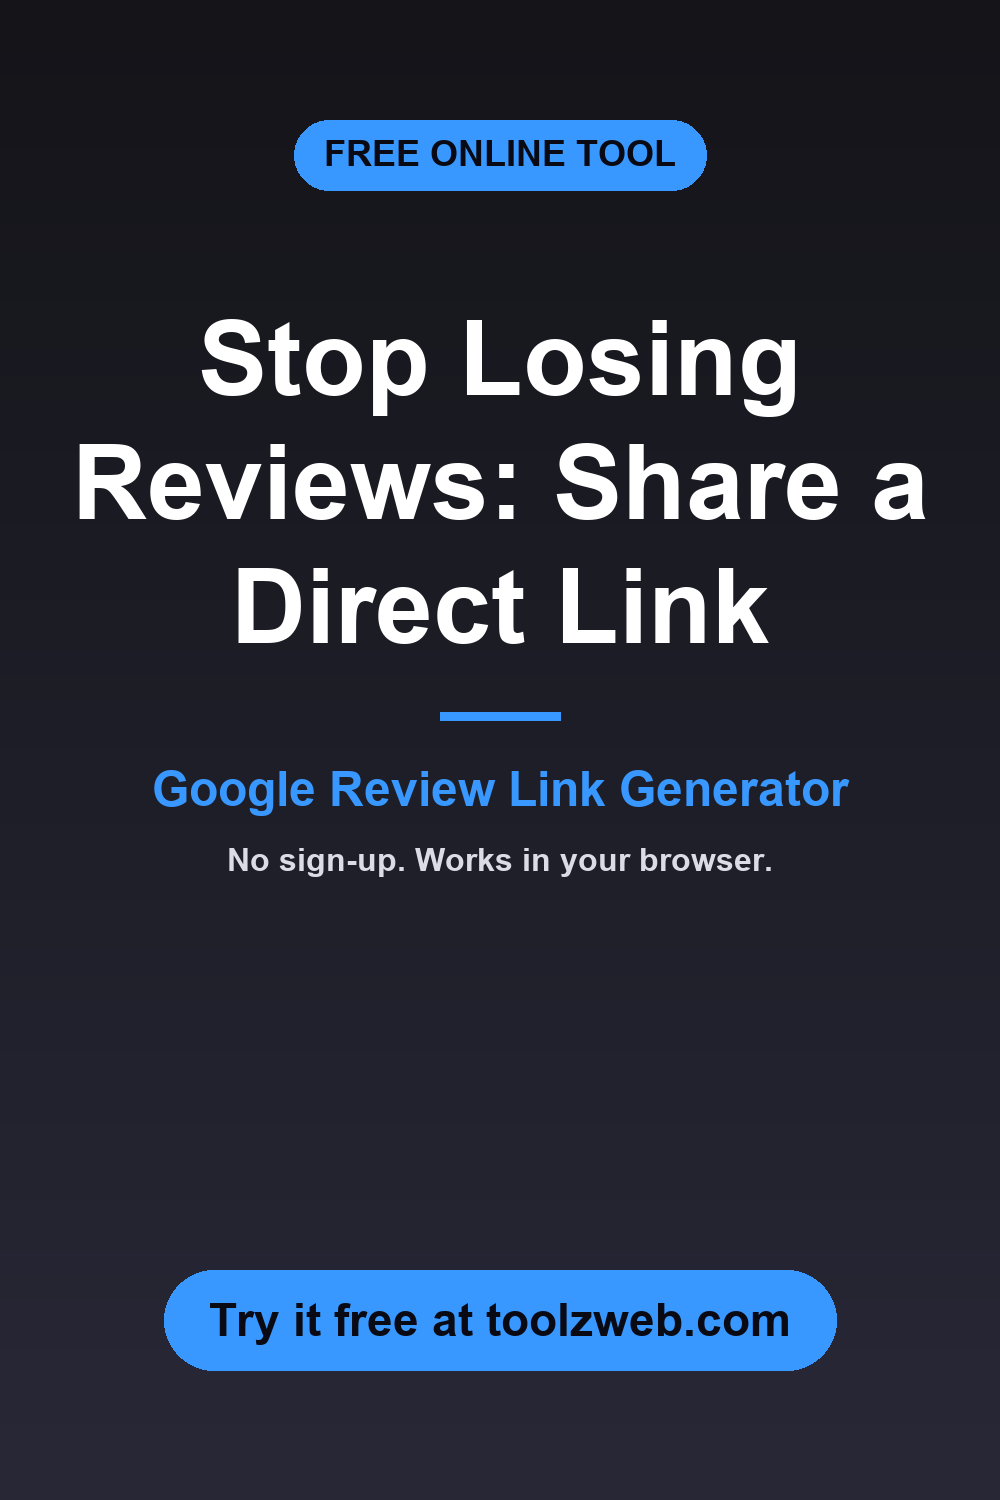 FREE ONLINE TOOL
Stop Losing
Reviews: Share a
Direct Link
Google Review Link Generator
No sign-up. Works in your browser.
Try it free at toolzweb.com